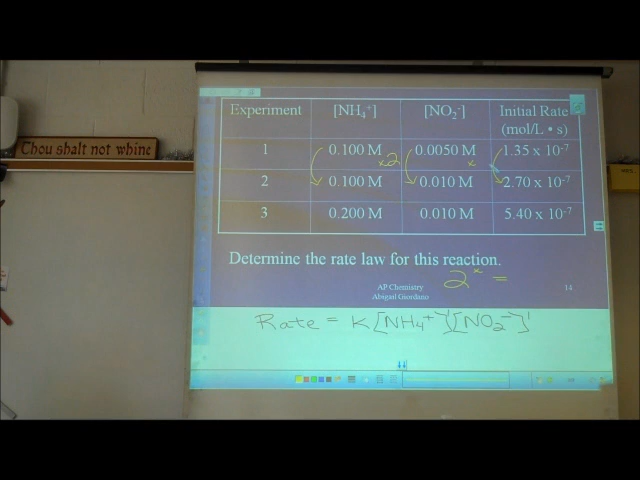 Experiment [NH₄⁺] [NO₂⁻] Initial Rate
(mol/L • s)
1 0.100 M 0.0050 M 1.35 x 10⁻⁷
x2 x
2 0.100 M 0.010 M 2.70 x 10⁻⁷
3 0.200 M 0.010 M 5.40 x 10⁻⁷
Thou shalt not whine
Determine the rate law for this reaction.
2ˣ =
AP Chemistry
Abigail Giordano
14
Rate = K[NH₄⁺]¹[NO₂⁻]¹